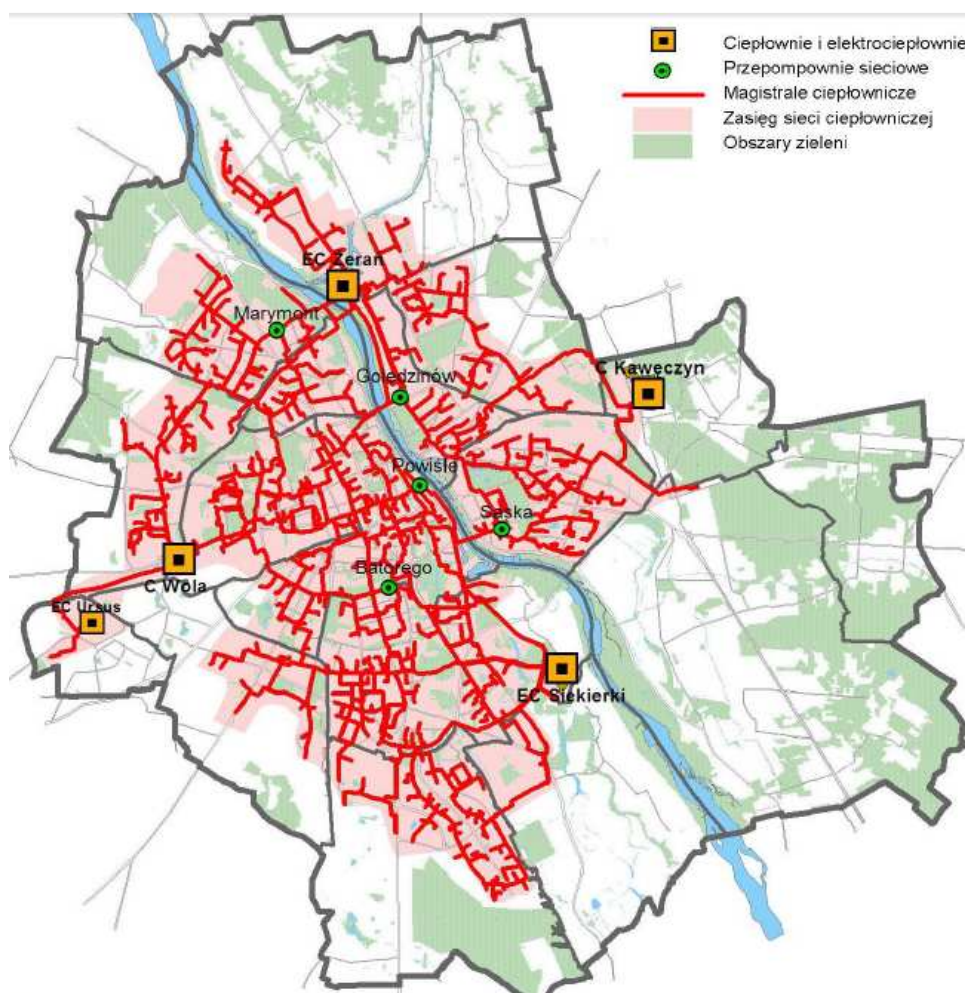 Ciepłownie i elektrociepłownie
Przepompownie sieciowe
Magistrale ciepłownicze
Zasięg sieci ciepłowniczej
Obszary zieleni
EC Żerań
Marymont
C Kawęczyn
Golędzinów
Powiśle
Saska
C Wola
Batorego
EC Ursus
EC Siekierki